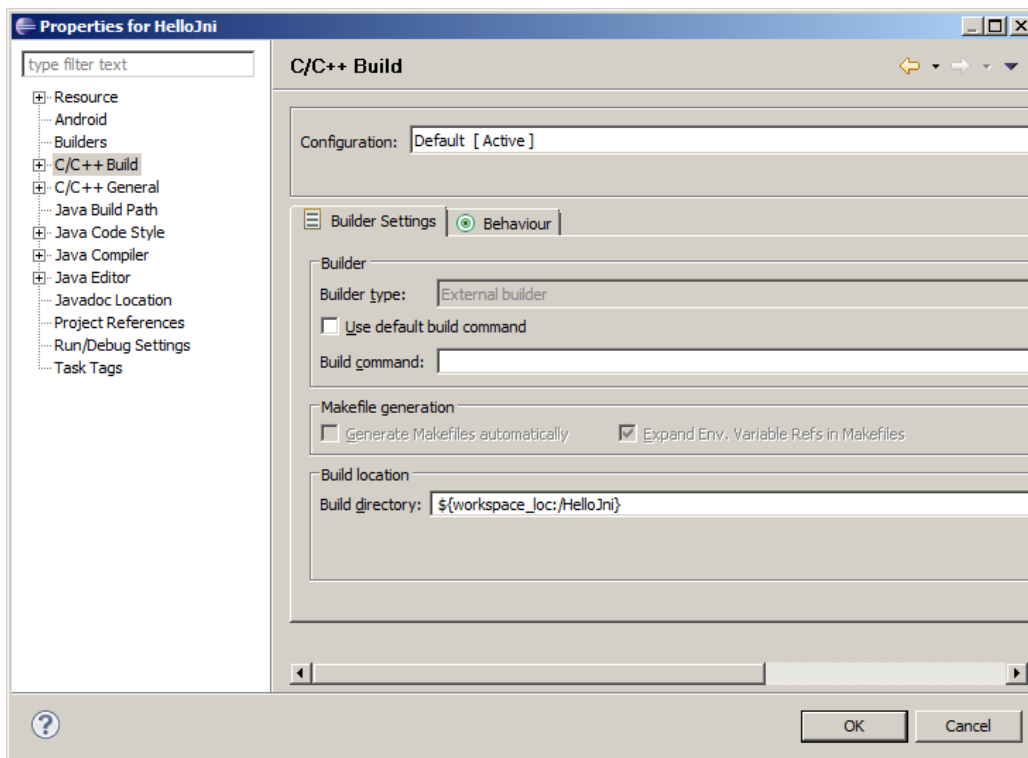 Properties for HelloJni
type filter text
Resource
Android
Builders
C/C++ Build
C/C++ General
Java Build Path
Java Code Style
Java Compiler
Java Editor
Javadoc Location
Project References
Run/Debug Settings
Task Tags
C/C++ Build
Configuration: Default [ Active ]
Builder Settings Behaviour
Builder
Builder type: External builder
Use default build command
Build command:
Makefile generation
Generate Makefiles automatically Expand Env. Variable Refs in Makefiles
Build location
Build directory: ${workspace_loc:/HelloJni}
OK Cancel